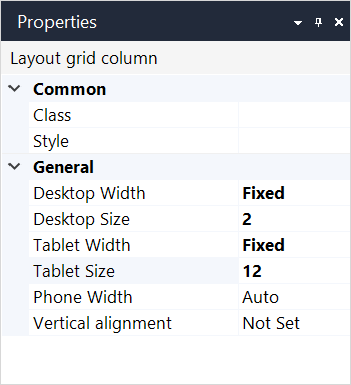 Properties
Layout grid column
Common
Class
Style
General
Desktop Width Fixed
Desktop Size 2
Tablet Width Fixed
Tablet Size 12
Phone Width Auto
Vertical alignment Not Set